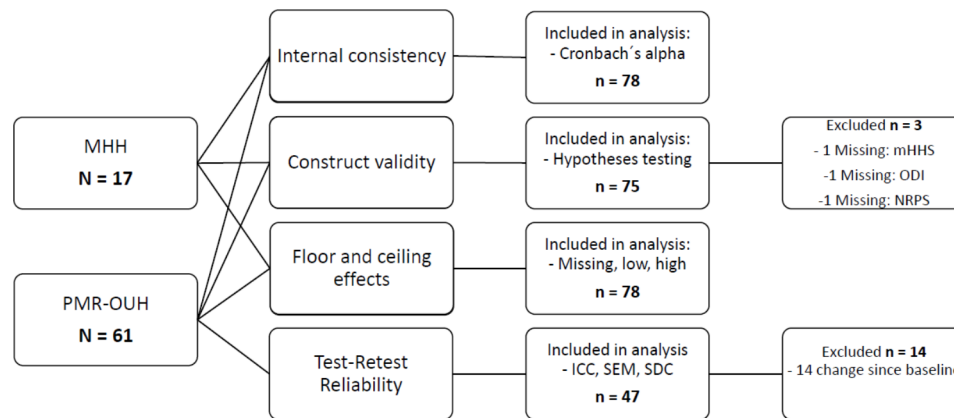 MHH
N = 17
PMR-OUH
N = 61
Internal consistency
Construct validity
Floor and ceiling
effects
Test-Retest
Reliability
Included in analysis:
- Cronbach´s alpha
n = 78
Included in analysis:
- Hypotheses testing
n = 75
Included in analysis:
- Missing, low, high
n = 78
Included in analysis
- ICC, SEM, SDC
n = 47
Excluded n = 3
- 1 Missing: mHHS
-1 Missing: ODI
-1 Missing: NRPS
Excluded n = 14
- 14 change since baseline